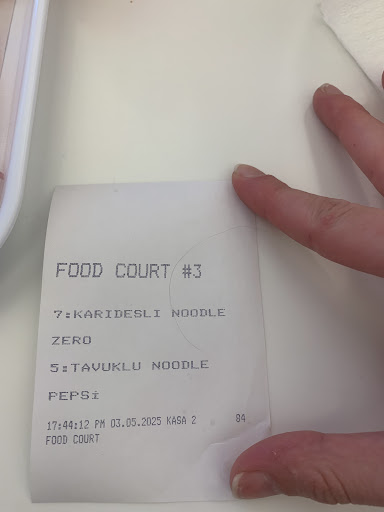 FOOD COURT #3
7:KARIDESLI NOODLE
ZERO
5:TAVUKLU NOODLE
PEPSi
17:44:12 PM 03.05.2025 KASA 2 84
FOOD COURT